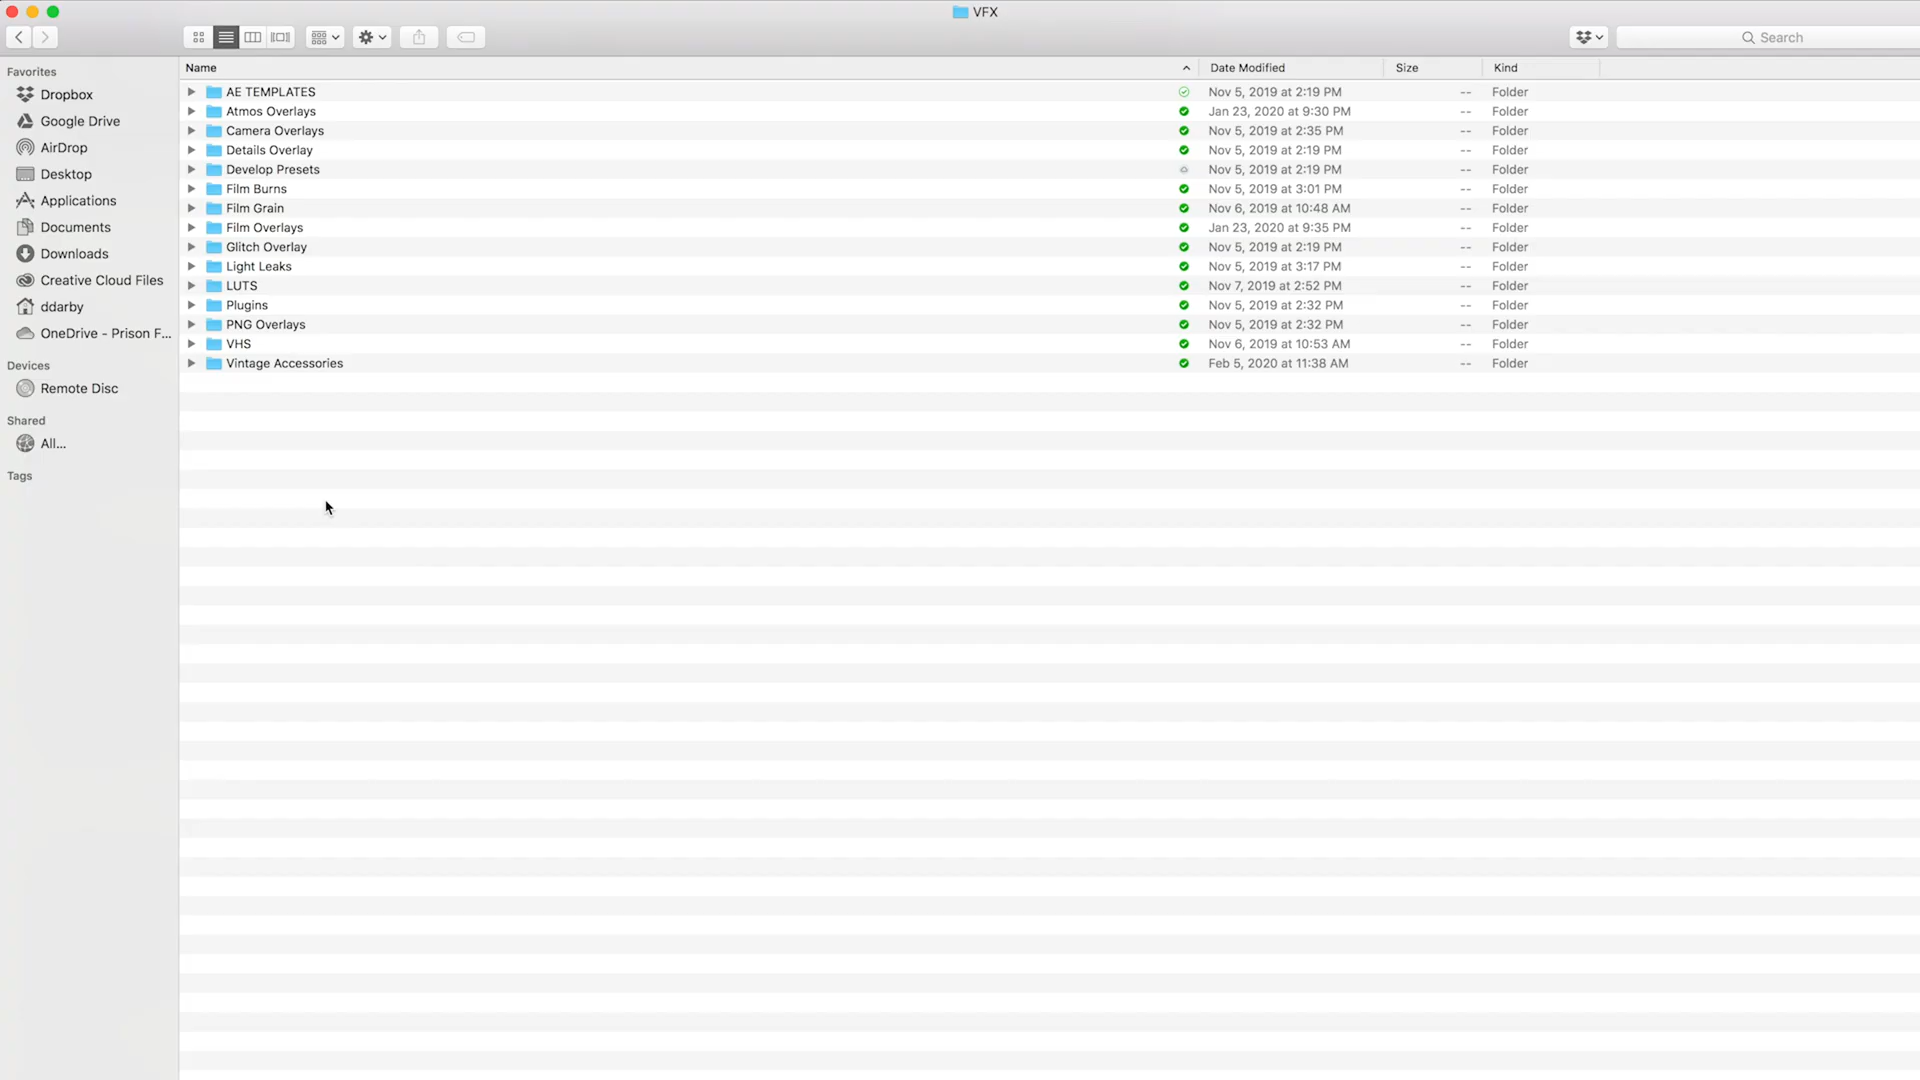 VFX
Search
Name Date Modified Size Kind
Favorites
Dropbox
Google Drive
AirDrop
Desktop
Applications
Documents
Downloads
Creative Cloud Files
ddarby
OneDrive - Prison F...
Devices
Remote Disc
Shared
All...
Tags
AE TEMPLATES Nov 5, 2019 at 2:19 PM -- Folder
Atmos Overlays Jan 23, 2020 at 9:30 PM -- Folder
Camera Overlays Nov 5, 2019 at 2:35 PM -- Folder
Details Overlay Nov 5, 2019 at 2:19 PM -- Folder
Develop Presets Nov 5, 2019 at 2:19 PM -- Folder
Film Burns Nov 5, 2019 at 3:01 PM -- Folder
Film Grain Nov 6, 2019 at 10:48 AM -- Folder
Film Overlays Jan 23, 2020 at 9:35 PM -- Folder
Glitch Overlay Nov 5, 2019 at 2:19 PM -- Folder
Light Leaks Nov 5, 2019 at 3:17 PM -- Folder
LUTS Nov 7, 2019 at 2:52 PM -- Folder
Plugins Nov 5, 2019 at 2:32 PM -- Folder
PNG Overlays Nov 5, 2019 at 2:32 PM -- Folder
VHS Nov 6, 2019 at 10:53 AM -- Folder
Vintage Accessories Feb 5, 2020 at 11:38 AM -- Folder